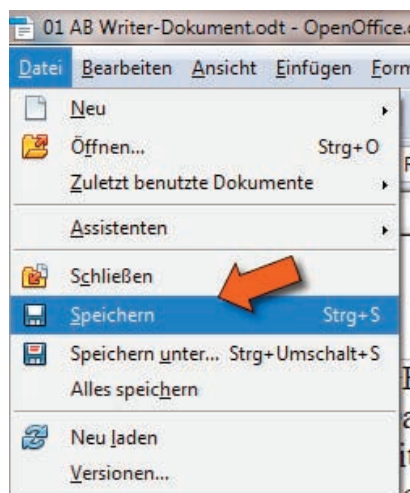 01 AB Writer-Dokument.odt - OpenOffice.
Datei Bearbeiten Ansicht Einfügen Form
Neu
Öffnen... Strg+O
Zuletzt benutzte Dokumente
Assistenten
Schließen
Speichern Strg+S
Speichern unter... Strg+Umschalt+S
Alles speichern
Neu laden
Versionen...